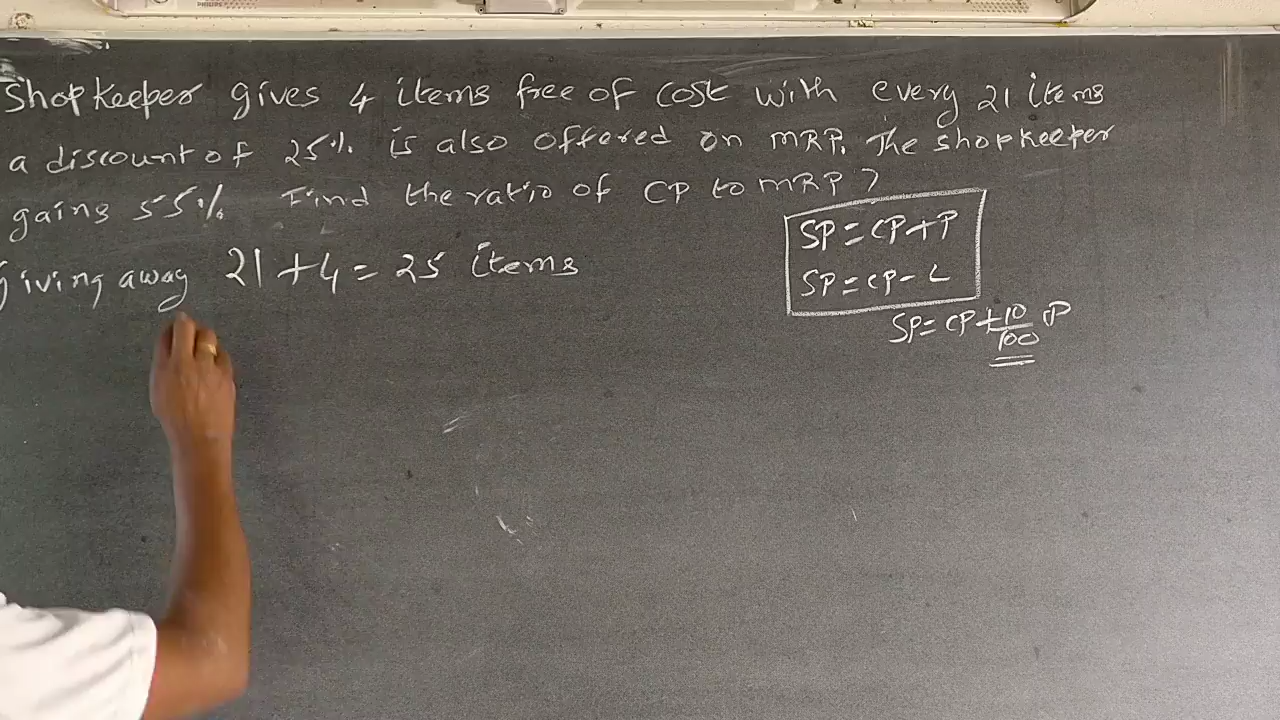 PHILIPS
Shopkeeper gives 4 items free of cost with every 21 items
a discount of 25% is also offered on MRP. The shopkeeper
gains 55% Find the ratio of CP to MRP?
giving away 21+4 = 25 items
SP = CP+P
SP = CP-L
SP = CP + 10/100 CP